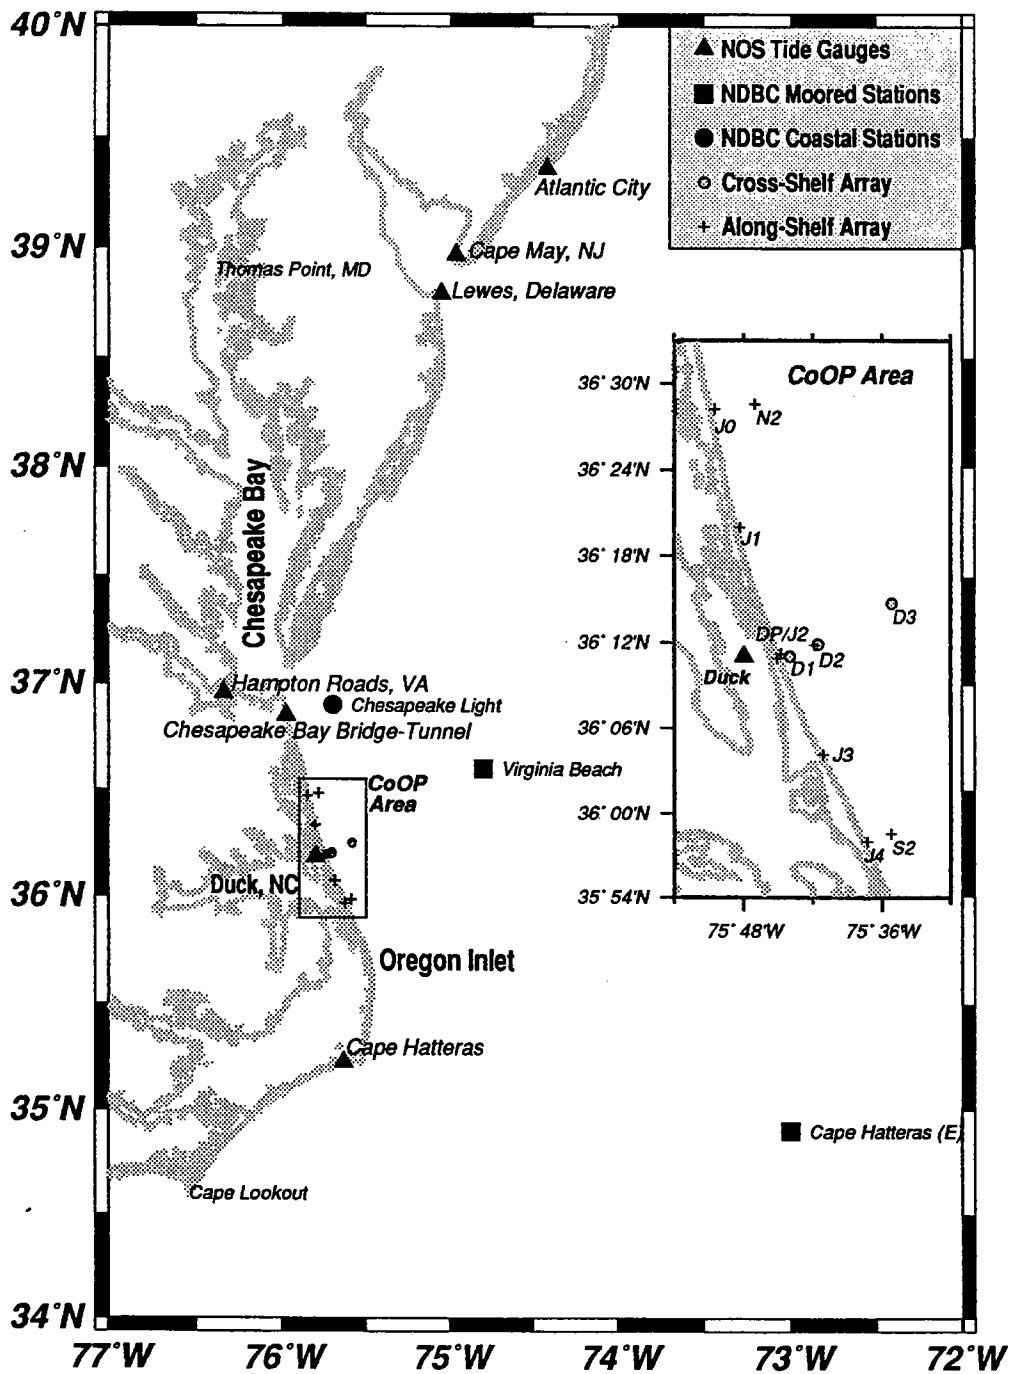 40°N
NOS Tide Gauges
NDBC Moored Stations
NDBC Coastal Stations
Cross-Shelf Array
Along-Shelf Array
Atlantic City
39°N
Cape May, NJ
Thomas Point, MD
Lewes, Delaware
CoOP Area
36° 30'N
J0
N2
38°N
36° 24'N
Chesapeake Bay
J1
36° 18'N
D3
36° 12'N
DP/J2
D1
D2
Duck
37°N
Hampton Roads, VA
Chesapeake Light
Chesapeake Bay Bridge-Tunnel
36° 06'N
J3
Virginia Beach
CoOP
Area
36° 00'N
J4
S2
36°N
Duck, NC
35° 54'N
75° 48'W
75° 36'W
Oregon Inlet
Cape Hatteras
35°N
Cape Hatteras (E)
Cape Lookout
34°N
77°W
76°W
75°W
74°W
73°W
72°W